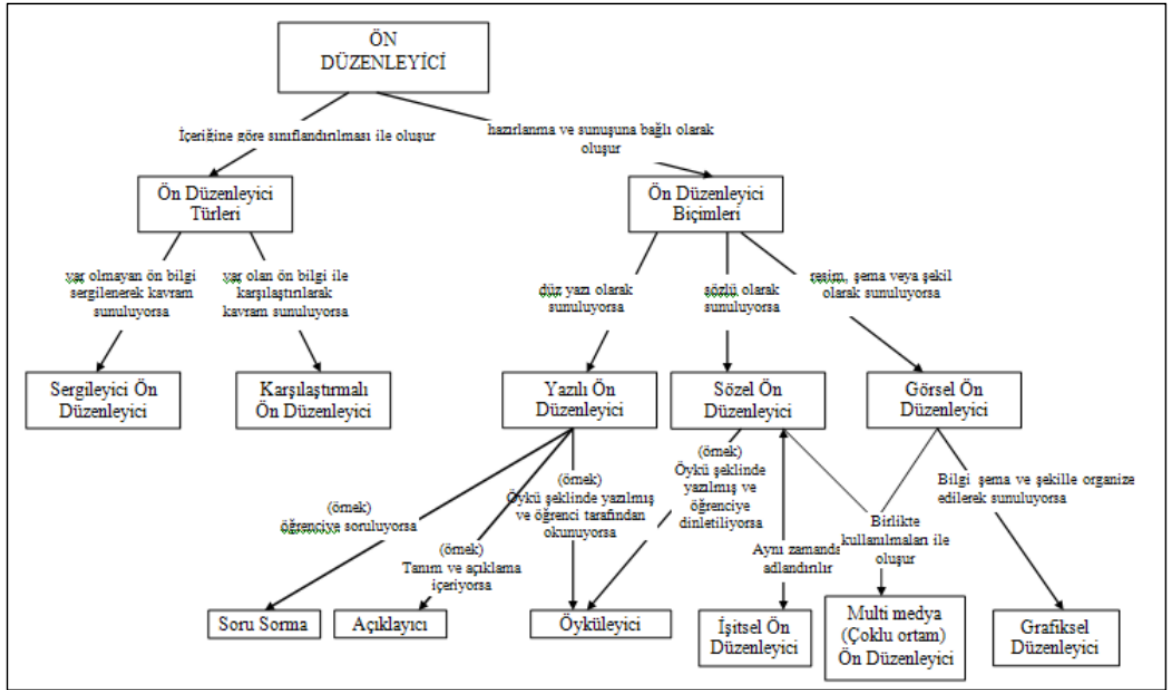 ÖN
DÜZENLEYİCİ
İçeriğine göre sınıflandırılması ile oluşur
hazırlanma ve sunuşuna bağlı olarak
oluşur
Ön Düzenleyici
Türleri
Ön Düzenleyici
Biçimleri
var olmayan ön bilgi
sergilenerek kavram
sunuluyorsa
var olan ön bilgi ile
karşılaştırılarak
kavram sunuluyorsa
düz yazı olarak
sunuluyorsa
sözlü olarak
sunuluyorsa
resim, şema veya şekil
olarak sunuluyorsa
Sergileyici Ön
Düzenleyici
Karşılaştırmalı
Ön Düzenleyici
Yazılı Ön
Düzenleyici
Sözel Ön
Düzenleyici
Görsel Ön
Düzenleyici
(örnek)
öğrenciye soruluyorsa
(örnek)
Tanım ve açıklama
içeriyorsa
(örnek)
Öykü şeklinde yazılmış
ve öğrenci tarafından
okunuyorsa
(örnek)
Öykü şeklinde
yazılmış ve
öğrenciye
dinletiliyorsa
Aynı zamanda
adlandırılır
Birlikte
kullanılmaları ile
oluşur
Bilgi şema ve şekille organize
edilerek sunuluyorsa
Soru Sorma
Açıklayıcı
Öyküleyici
İşitsel Ön
Düzenleyici
Multi medya
(Çoklu ortam)
Ön Düzenleyici
Grafiksel
Düzenleyici